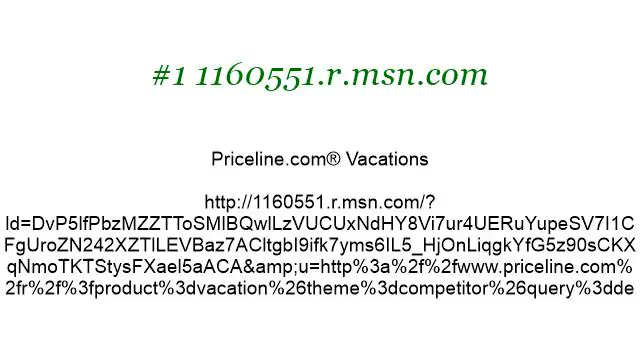 #1 1160551.r.msn.com
Priceline.com® Vacations
http://1160551.r.msn.com/?
ld=DvP5lfPbzMZZTToSMlBQwlLzVUCUxNdHY8Vi7ur4UERuYupeSV7I1C
FgUroZN242XZTlLEVBaz7ACltgbI9ifk7yms6IL5_HjOnLiqgkYfG5z90sCKX
qNmoTKTStysFXael5aACA&amp;u=http%3a%2f%2fwww.priceline.com%
2fr%2f%3fproduct%3dvacation%26theme%3dcompetitor%26query%3dde